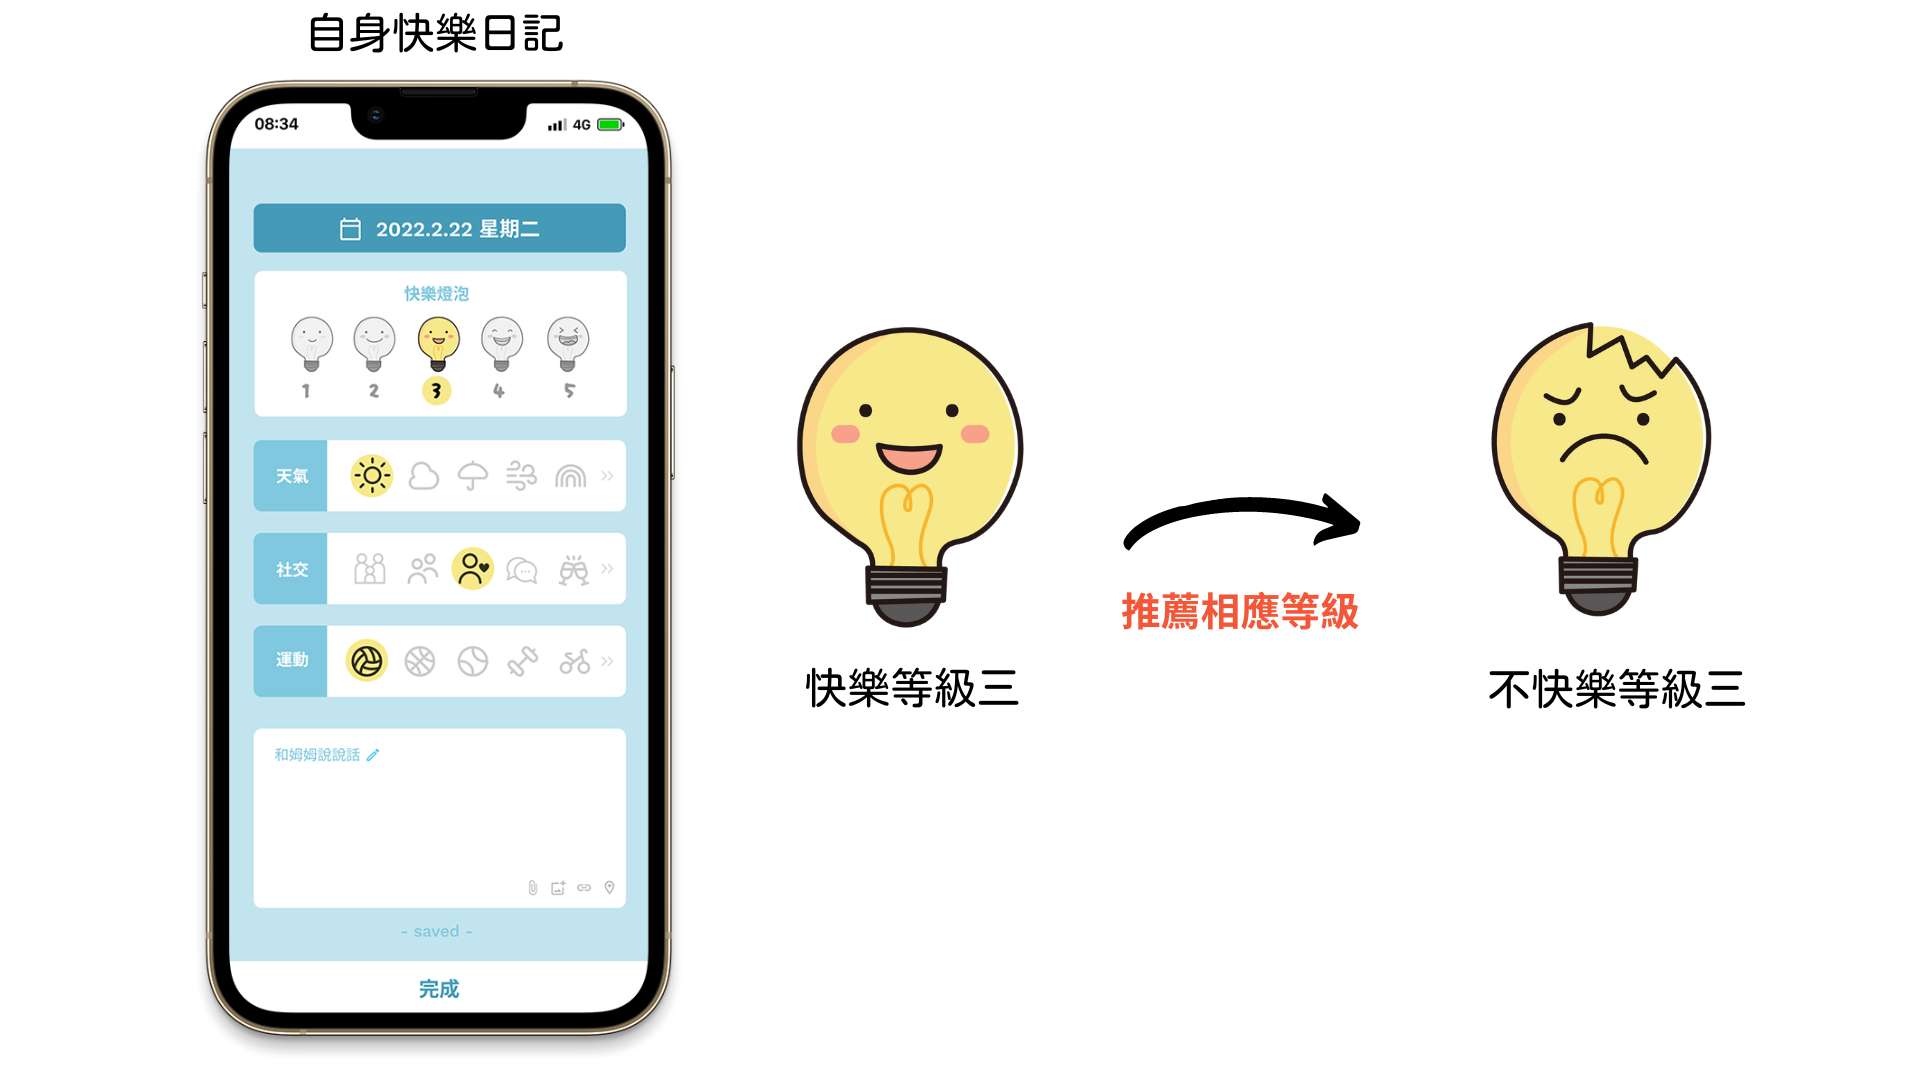 自身快樂日記
08:34
4G
2022.2.22 星期二
快樂燈泡
1 2 3 4 5
天氣
社交
運動
和姆姆說說話
- saved -
完成
快樂等級三
推薦相應等級
不快樂等級三